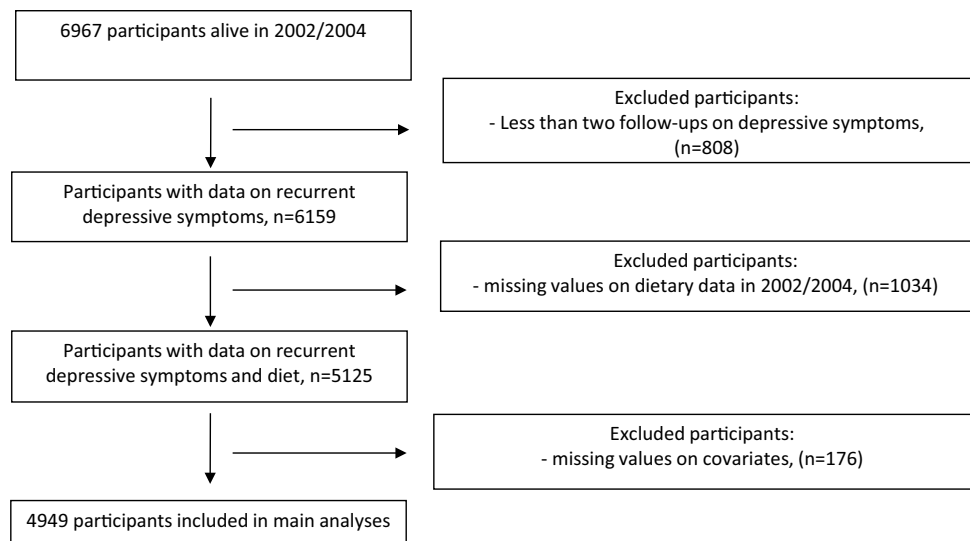 6967 participants alive in 2002/2004
Excluded participants:
- Less than two follow-ups on depressive symptoms,
(n=808)
Participants with data on recurrent
depressive symptoms, n=6159
Excluded participants:
- missing values on dietary data in 2002/2004, (n=1034)
Participants with data on recurrent
depressive symptoms and diet, n=5125
Excluded participants:
- missing values on covariates, (n=176)
4949 participants included in main analyses